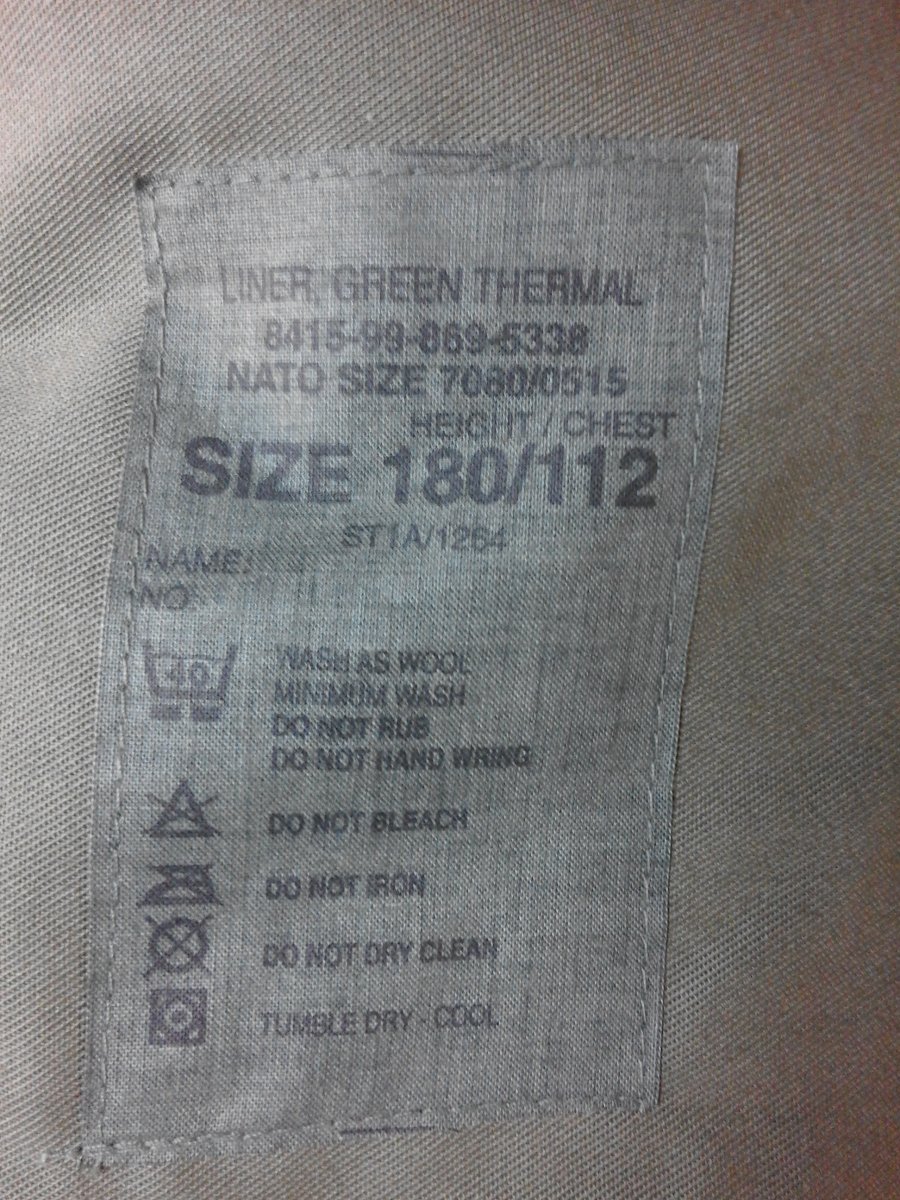 LINER, GREEN THERMAL
8415-99-869-5338
NATO SIZE 7080/0515
HEIGHT / CHEST
SIZE 180/112
ST1A/1264
NAME:
NO:
40
WASH AS WOOL
MINIMUM WASH
DO NOT RUB
DO NOT HAND WRING
DO NOT BLEACH
DO NOT IRON
DO NOT DRY CLEAN
TUMBLE DRY - COOL